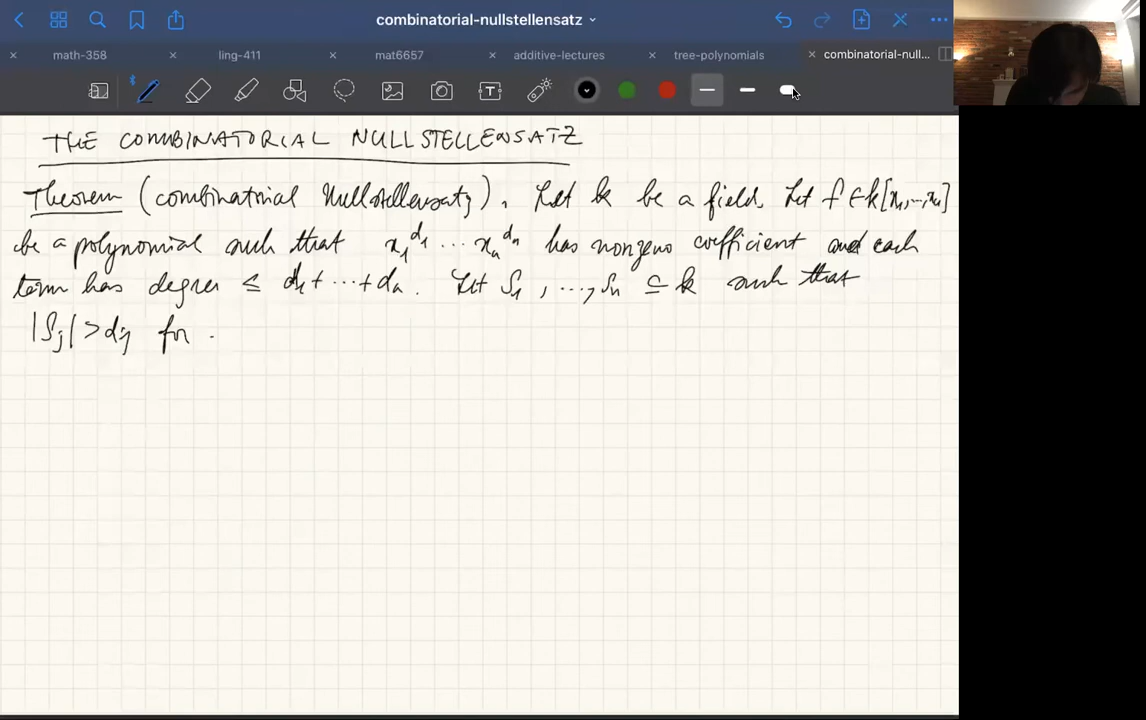 combinatorial-nullstellensatz
math-358
ling-411
mat6657
additive-lectures
tree-polynomials
combinatorial-null...
THE COMBINATORIAL NULLSTELLENSATZ
Theorem (combinatorial Nullstellensatz). Let k be a field. Let f ∈ k[x₁,...,xₙ]
be a polynomial such that x₁^d₁ ... xₙ^dₙ has nonzero coefficient and each
term has degree ≤ d₁ + ... + dₙ. Let S₁, ..., Sₙ ⊆ k such that
|Sⱼ| > dⱼ for